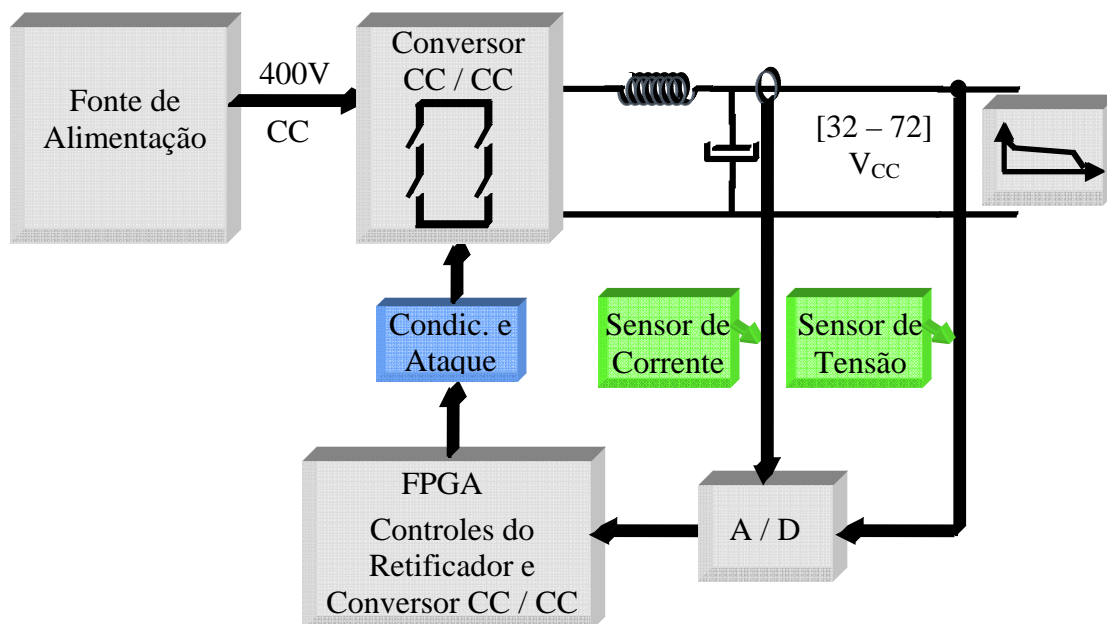 Fonte de
Alimentação
400V
CC
Conversor
CC / CC
[32 – 72]
VCC
Condic. e
Ataque
Sensor de
Corrente
Sensor de
Tensão
FPGA
Controles do
Retificador e
Conversor CC / CC
A / D